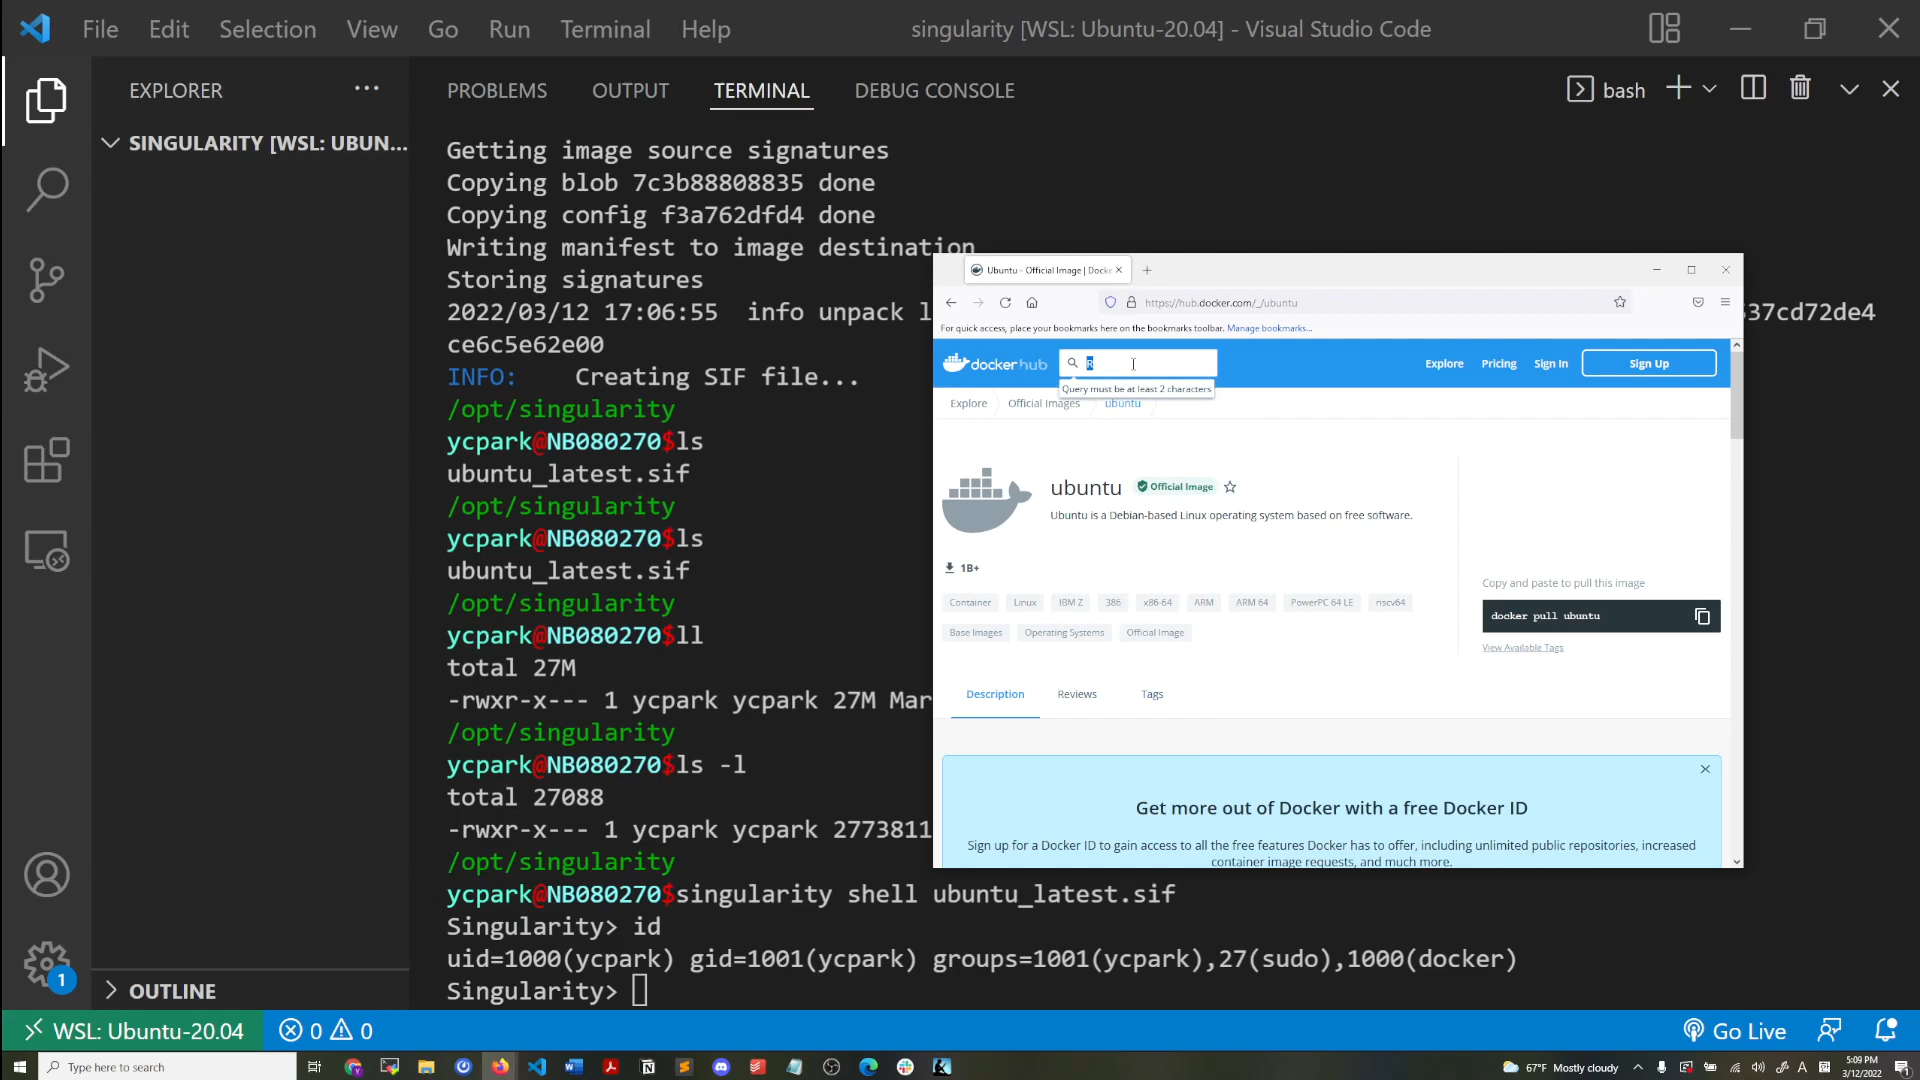 File Edit Selection View Go Run Terminal Help
singularity [WSL: Ubuntu-20.04] - Visual Studio Code
EXPLORER
SINGULARITY [WSL: UBUN...
OUTLINE
PROBLEMS OUTPUT TERMINAL DEBUG CONSOLE
bash
Getting image source signatures
Copying blob 7c3b88808835 done
Copying config f3a762dfd4 done
Writing manifest to image destination
Storing signatures
2022/03/12 17:06:55 info unpack l
37cd72de4
ce6c5e62e00
INFO: Creating SIF file...
/opt/singularity
ycpark@NB080270$ls
ubuntu_latest.sif
/opt/singularity
ycpark@NB080270$ls
ubuntu_latest.sif
/opt/singularity
ycpark@NB080270$ll
total 27M
-rwxr-x--- 1 ycpark ycpark 27M Mar
/opt/singularity
ycpark@NB080270$ls -l
total 27088
-rwxr-x--- 1 ycpark ycpark 2773811
/opt/singularity
ycpark@NB080270$singularity shell ubuntu_latest.sif
Singularity> id
uid=1000(ycpark) gid=1001(ycpark) groups=1001(ycpark),27(sudo),1000(docker)
Singularity>
Ubuntu - Official Image | Docke
https://hub.docker.com/_/ubuntu
For quick access, place your bookmarks here on the bookmarks toolbar. Manage bookmarks...
dockerhub
R
Explore Pricing Sign In Sign Up
Query must be at least 2 characters
Explore Official Images ubuntu
ubuntu Official Image
Ubuntu is a Debian-based Linux operating system based on free software.
1B+
Container Linux IBM Z 386 x86-64 ARM ARM 64 PowerPC 64 LE riscv64
Base Images Operating Systems Official Image
Copy and paste to pull this image
docker pull ubuntu
View Available Tags
Description Reviews Tags
Get more out of Docker with a free Docker ID
Sign up for a Docker ID to gain access to all the free features Docker has to offer, including unlimited public repositories, increased
container image requests, and much more.
1
WSL: Ubuntu-20.04 0 0
Go Live
Type here to search
67°F Mostly cloudy
A
5:09 PM
3/12/2022